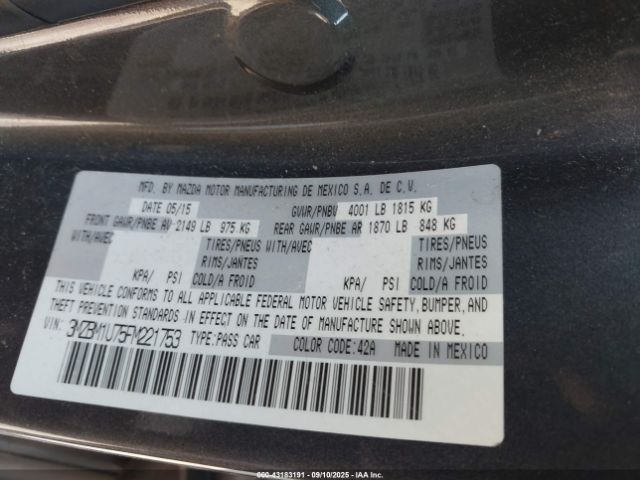 MFD. BY MAZDA MOTOR MANUFACTURING DE MEXICO S.A. DE C.V.
DATE 05/15 GVWR/PNBV 4001 LB 1815 KG
FRONT GAWR/PNBE AV 2149 LB 975 KG REAR GAWR/PNBE AR 1870 LB 848 KG
WITH/AVEC TIRES/PNEUS WITH/AVEC TIRES/PNEUS
RIMS/JANTES RIMS/JANTES
KPA/ PSI COLD/A FROID KPA/ PSI COLD/A FROID
THIS VEHICLE CONFORMS TO ALL APPLICABLE FEDERAL MOTOR VEHICLE SAFETY, BUMPER, AND
THEFT PREVENTION STANDARDS IN EFFECT ON THE DATE OF MANUFACTURE SHOWN ABOVE.
VIN: 3MZBM1U75FM221753 TYPE:PASS CAR COLOR CODE:42A MADE IN MEXICO
060-43183191 - 09/10/2025 - IAA Inc.